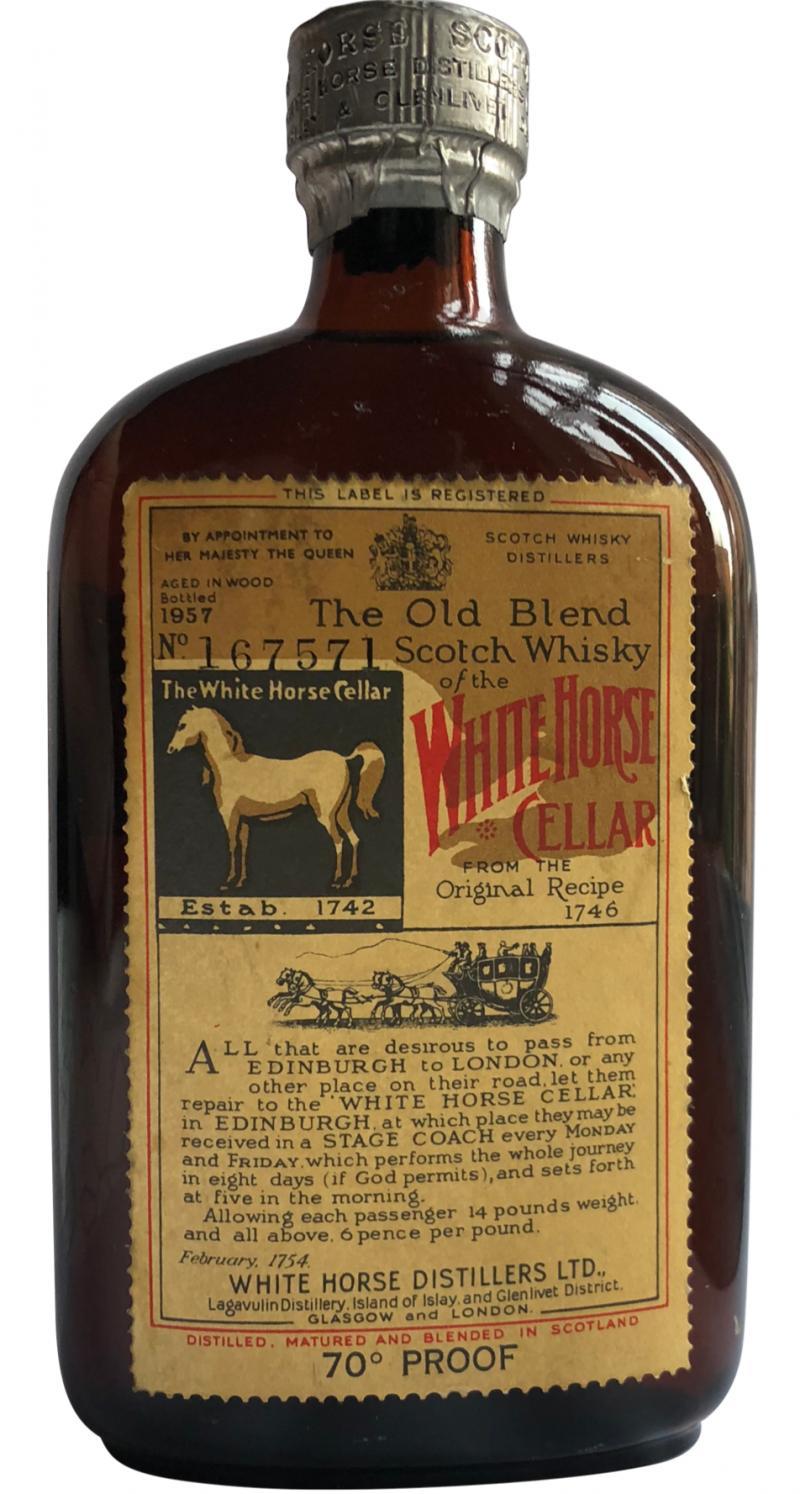 ORSE SCO
HORSE DISTILLERS
& GLENLIVET
THIS LABEL IS REGISTERED
BY APPOINTMENT TO
HER MAJESTY THE QUEEN
SCOTCH WHISKY
DISTILLERS
AGED IN WOOD
Bottled
1957
The Old Blend
Nº 167571
Scotch Whisky
of the
The White Horse Cellar
WHITE HORSE
CELLAR
FROM THE
Original Recipe
1746
Estab. 1742
ALL that are desirous to pass from
EDINBURGH to LONDON, or any
other place on their road, let them
repair to the 'WHITE HORSE CELLAR'.
in EDINBURGH, at which place they may be
received in a STAGE COACH every MONDAY
and FRIDAY, which performs the whole journey
in eight days (if God permits), and sets forth
at five in the morning.
Allowing each passenger 14 pounds weight,
and all above, 6 pence per pound.
February, 1754.
WHITE HORSE DISTILLERS LTD.,
Lagavulin Distillery, Island of Islay, and Glenlivet District,
GLASGOW and LONDON.
DISTILLED, MATURED AND BLENDED IN SCOTLAND
70º PROOF